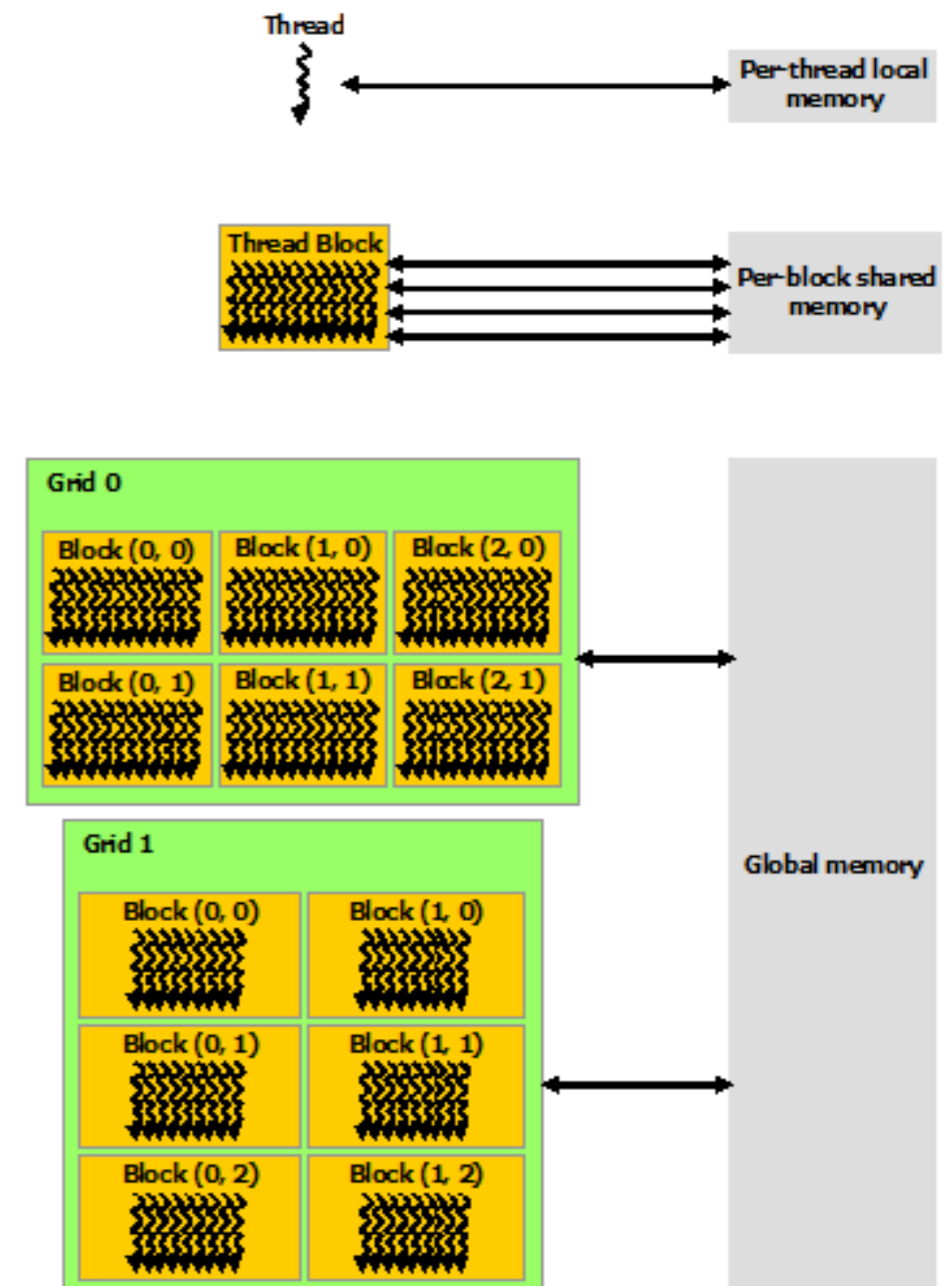 Thread
Per-thread local
memory
Thread Block
Per-block shared
memory
Grid 0
Block (0, 0)
Block (1, 0)
Block (2, 0)
Block (0, 1)
Block (1, 1)
Block (2, 1)
Grid 1
Global memory
Block (0, 0)
Block (1, 0)
Block (0, 1)
Block (1, 1)
Block (0, 2)
Block (1, 2)